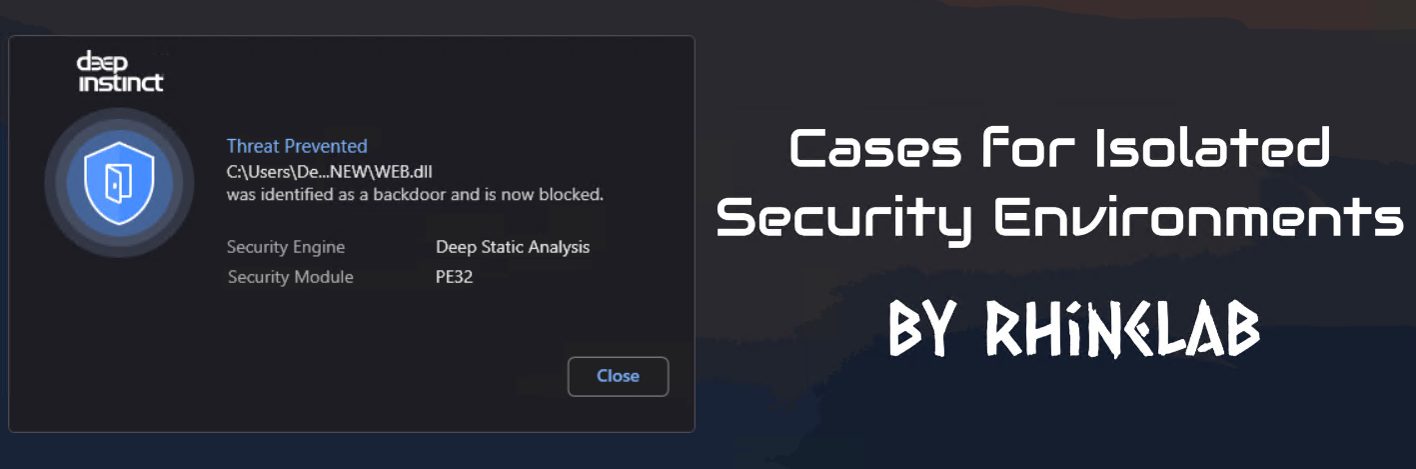 deep
instinct
Threat Prevented
C:\Users\De...NEW\WEB.dll
was identified as a backdoor and is now blocked.
Security Engine Deep Static Analysis
Security Module PE32
Close
Cases for Isolated
Security Environments
BY RHINELAB